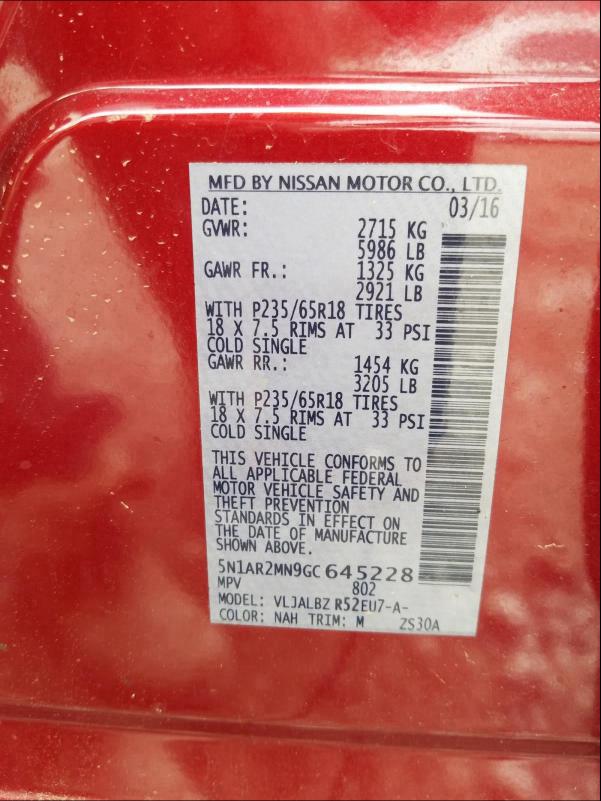 MFD BY NISSAN MOTOR CO., LTD.
DATE: 03/16
GVWR: 2715 KG
5986 LB
GAWR FR.: 1325 KG
2921 LB
WITH P235/65R18 TIRES
18 X 7.5 RIMS AT 33 PSI
COLD SINGLE
GAWR RR.: 1454 KG
3205 LB
WITH P235/65R18 TIRES
18 X 7.5 RIMS AT 33 PSI
COLD SINGLE
THIS VEHICLE CONFORMS TO
ALL APPLICABLE FEDERAL
MOTOR VEHICLE SAFETY AND
THEFT PREVENTION
STANDARDS IN EFFECT ON
THE DATE OF MANUFACTURE
SHOWN ABOVE.
5N1AR2MN9GC645228
MPV 802
MODEL: VLJALBZ R52EU7-A-
COLOR: NAH TRIM: M ZS30A